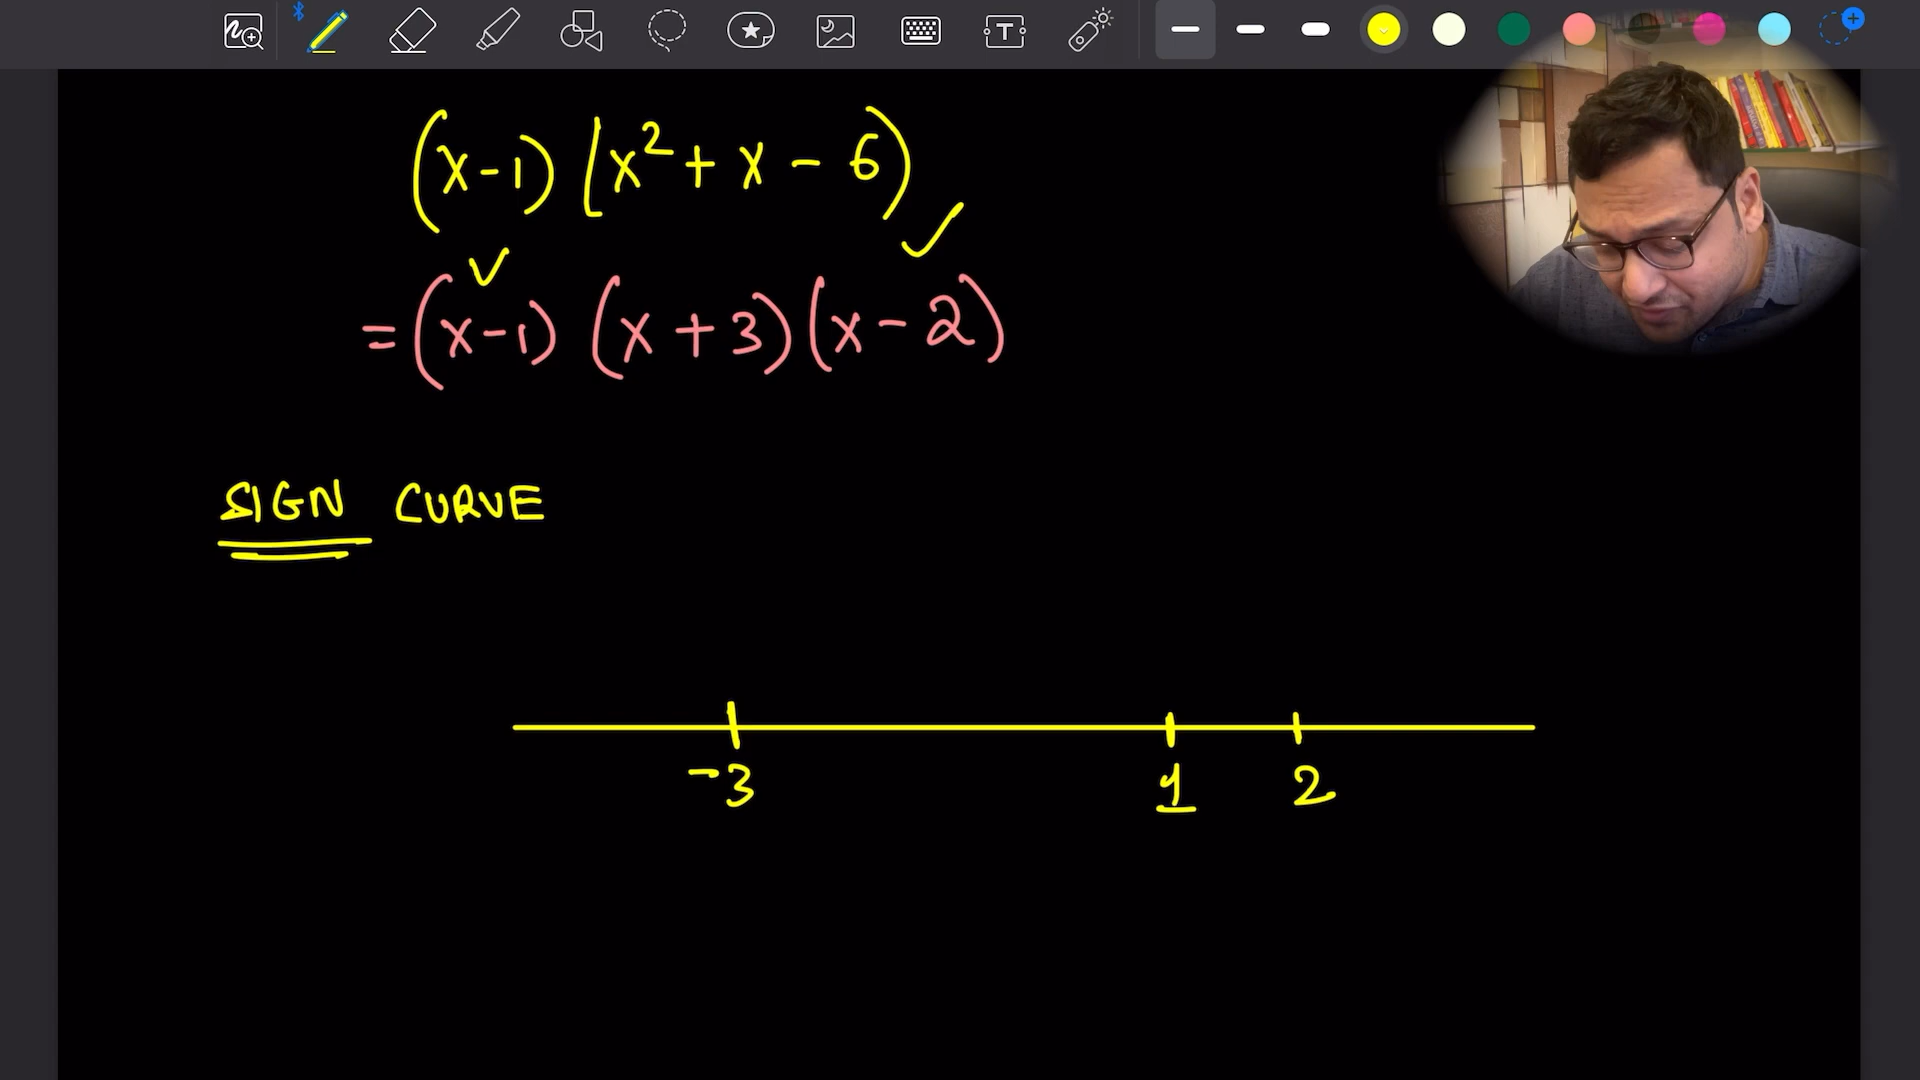 (x-1) (x² + x - 6)
= (x-1) (x + 3) (x - 2)
SIGN CURVE
-3 1 2